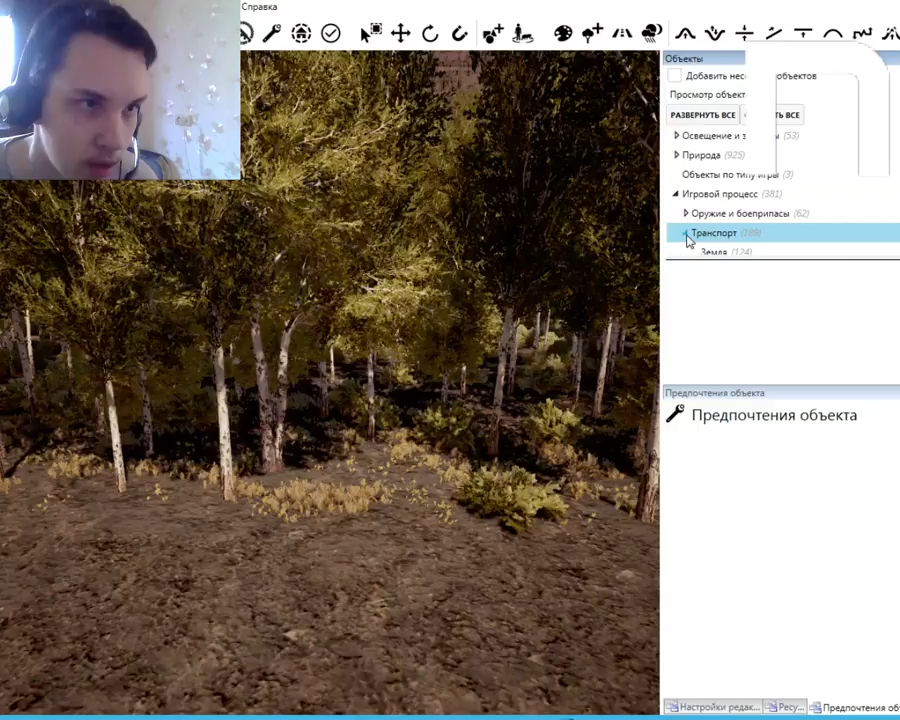 Справка
Объекты
Добавить нес объектов
Просмотр объект
РАЗВЕРНУТЬ ВСЕ ТЬ ВСЕ
Освещение и з (53)
Природа (925)
Объекты по типу игры (3)
Игровой процесс (381)
Оружие и боеприпасы (62)
Транспорт (189)
Земля (124)
Предпочтения объекта
Предпочтения объекта
Настройки редак... Ресу... Предпочтения об